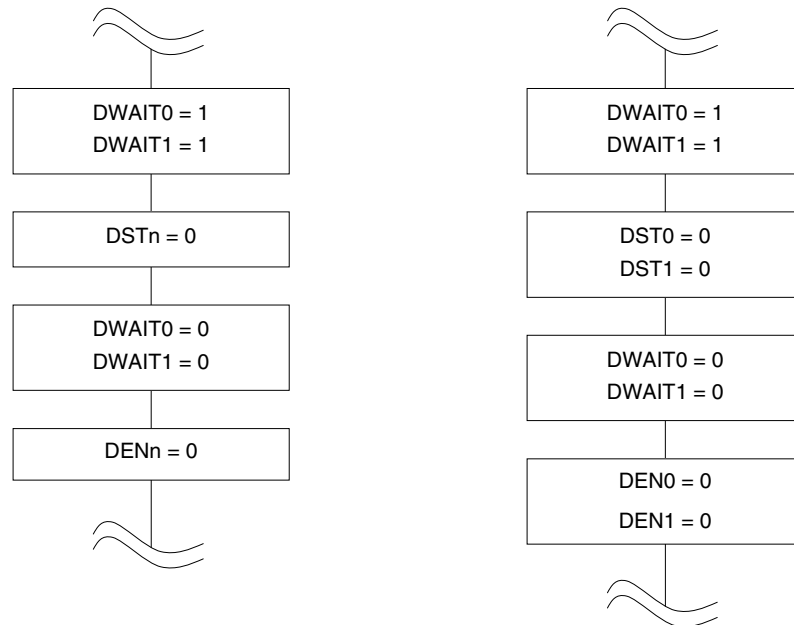 DWAIT0 = 1
DWAIT1 = 1
DSTn = 0
DWAIT0 = 0
DWAIT1 = 0
DENn = 0
DWAIT0 = 1
DWAIT1 = 1
DST0 = 0
DST1 = 0
DWAIT0 = 0
DWAIT1 = 0
DEN0 = 0
DEN1 = 0